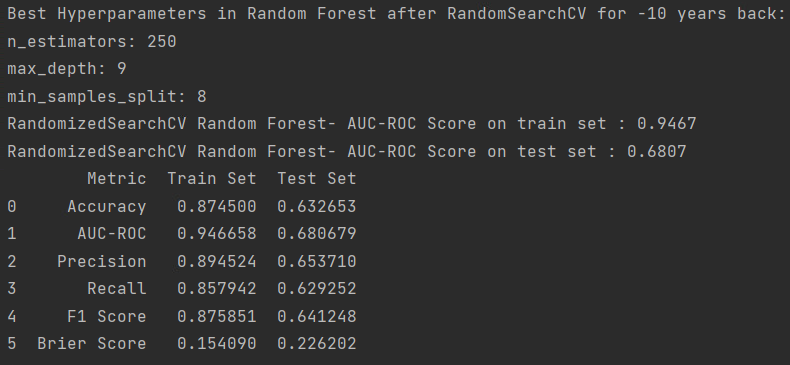 Best Hyperparameters in Random Forest after RandomSearchCV for -10 years back:
n_estimators: 250
max_depth: 9
min_samples_split: 8
RandomizedSearchCV Random Forest- AUC-ROC Score on train set : 0.9467
RandomizedSearchCV Random Forest- AUC-ROC Score on test set : 0.6807
Metric Train Set Test Set
0 Accuracy 0.874500 0.632653
1 AUC-ROC 0.946658 0.680679
2 Precision 0.894524 0.653710
3 Recall 0.857942 0.629252
4 F1 Score 0.875851 0.641248
5 Brier Score 0.154090 0.226202